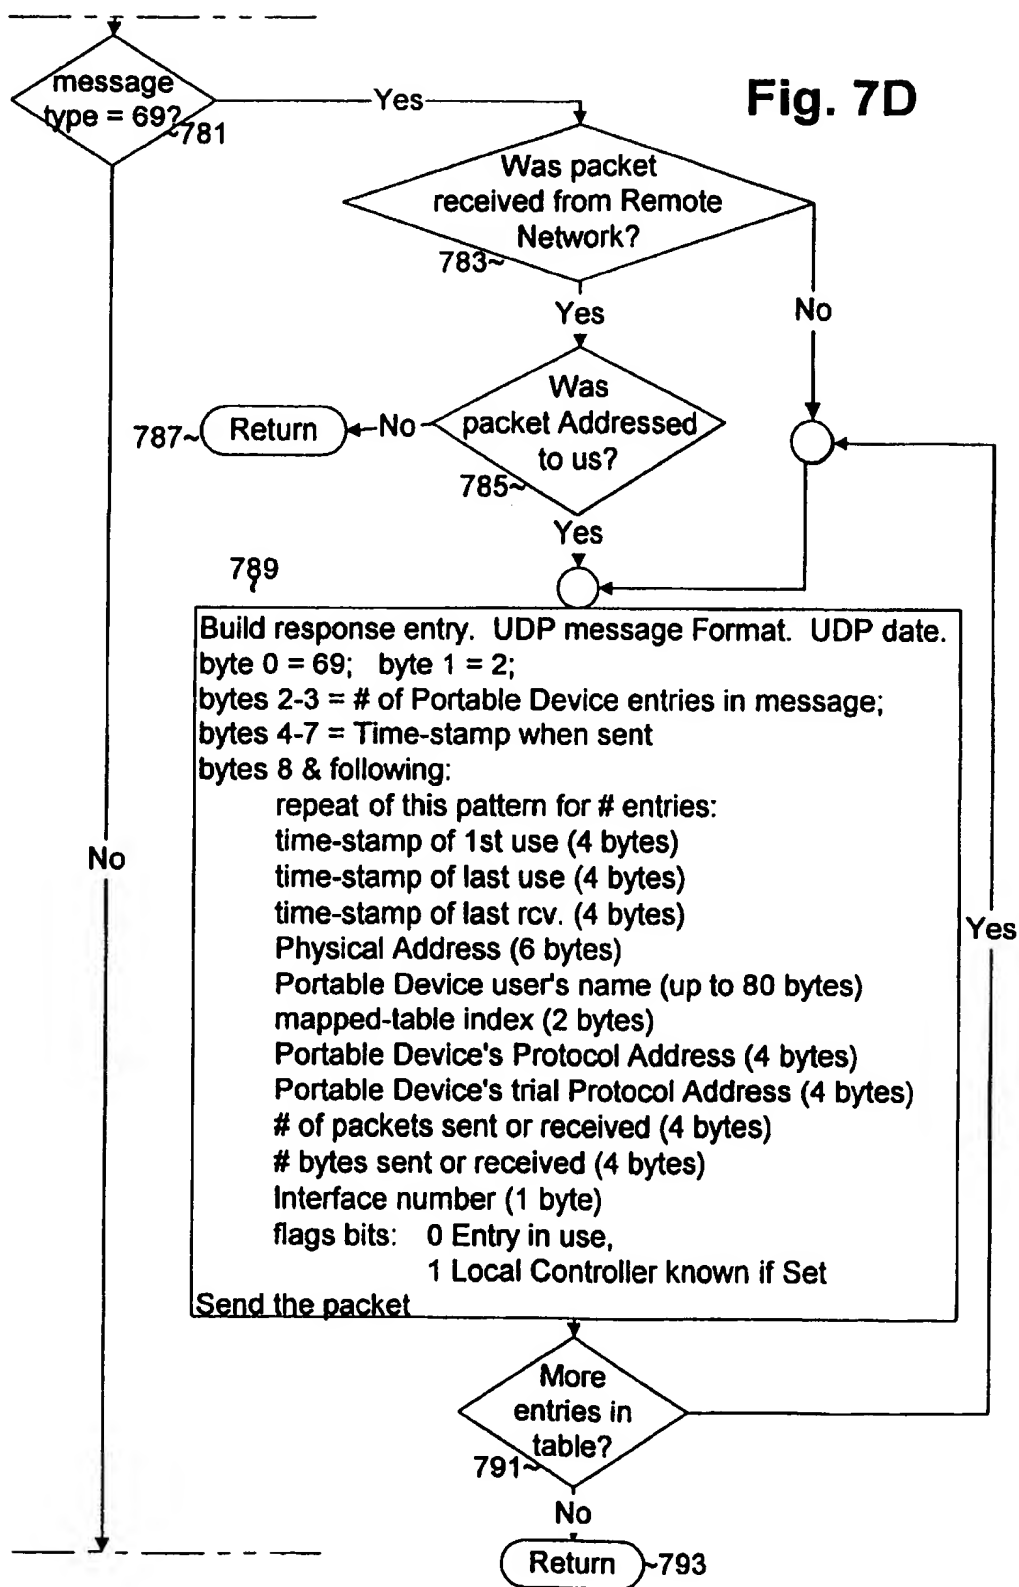 Fig. 7D
message
type = 69?
~781
Yes
Was packet
received from Remote
Network?
783~
Yes
No
Was
packet Addressed
to us?
785~
No
787~
Return
Yes
789
Build response entry. UDP message Format. UDP date.
byte 0 = 69; byte 1 = 2;
bytes 2-3 = # of Portable Device entries in message;
bytes 4-7 = Time-stamp when sent
bytes 8 & following:
repeat of this pattern for # entries:
time-stamp of 1st use (4 bytes)
time-stamp of last use (4 bytes)
time-stamp of last rcv. (4 bytes)
Physical Address (6 bytes)
Portable Device user's name (up to 80 bytes)
mapped-table index (2 bytes)
Portable Device's Protocol Address (4 bytes)
Portable Device's trial Protocol Address (4 bytes)
# of packets sent or received (4 bytes)
# bytes sent or received (4 bytes)
Interface number (1 byte)
flags bits: 0 Entry in use,
1 Local Controller known if Set
Send the packet
No
Yes
More
entries in
table?
791~
No
Return
~793